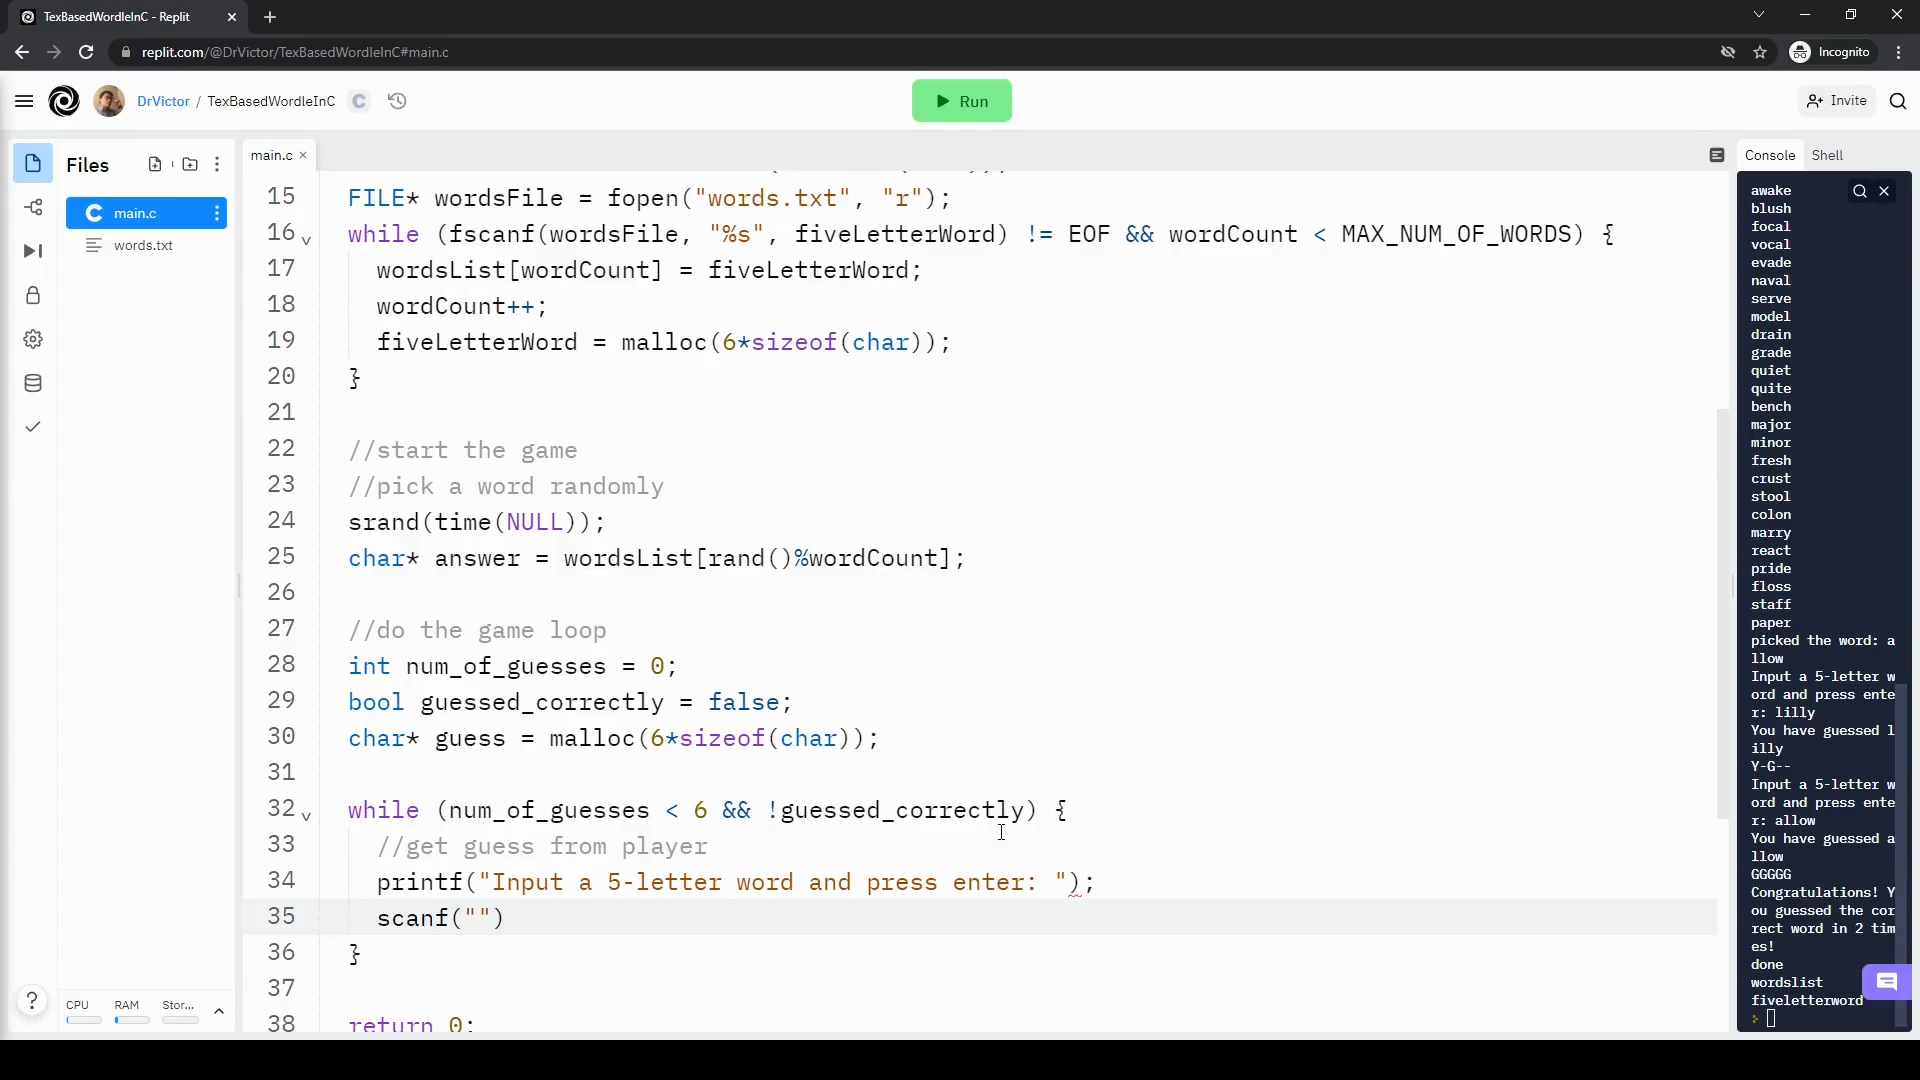 TexBasedWordleInC - Replit
replit.com/@DrVictor/TexBasedWordleInC#main.c
Incognito
DrVictor / TexBasedWordleInC
Run
Invite
Files
main.c
words.txt
CPU RAM Stor...
main.c
15 FILE* wordsFile = fopen("words.txt", "r");
16 while (fscanf(wordsFile, "%s", fiveLetterWord) != EOF && wordCount < MAX_NUM_OF_WORDS) {
17 wordsList[wordCount] = fiveLetterWord;
18 wordCount++;
19 fiveLetterWord = malloc(6*sizeof(char));
20 }
21
22 //start the game
23 //pick a word randomly
24 srand(time(NULL));
25 char* answer = wordsList[rand()%wordCount];
26
27 //do the game loop
28 int num_of_guesses = 0;
29 bool guessed_correctly = false;
30 char* guess = malloc(6*sizeof(char));
31
32 while (num_of_guesses < 6 && !guessed_correctly) {
33 //get guess from player
34 printf("Input a 5-letter word and press enter: ");
35 scanf("")
36 }
37
38 return 0;
Console Shell
awake
blush
focal
vocal
evade
naval
serve
model
drain
grade
quiet
quite
bench
major
minor
fresh
crust
stool
colon
marry
react
pride
floss
staff
paper
picked the word: a
llow
Input a 5-letter w
ord and press ente
r: lilly
You have guessed l
illy
Y-G--
Input a 5-letter w
ord and press ente
r: allow
You have guessed a
llow
GGGGG
Congratulations! Y
ou guessed the cor
rect word in 2 tim
es!
done
wordslist
fiveletterword